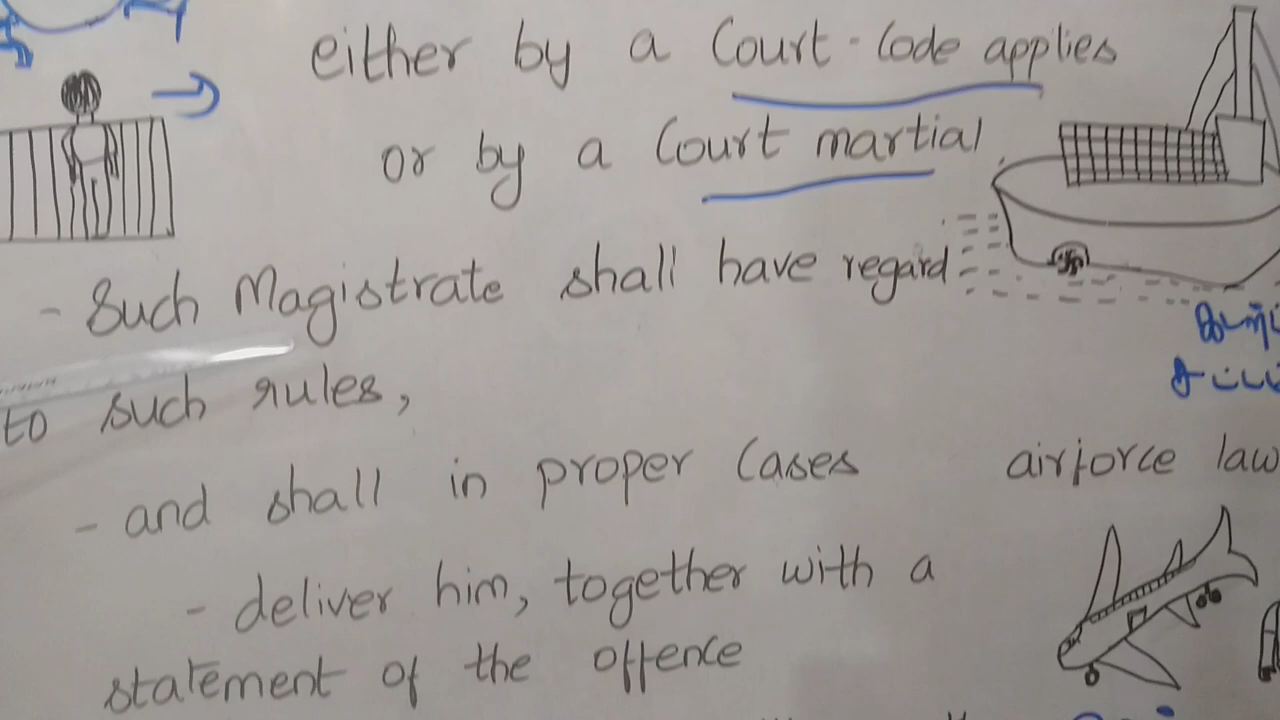 either by a Court - Code applies
or by a Court martial
- Such Magistrate shall have regard
to such rules,
- and shall in proper Cases
airforce law
- deliver him, together with a
statement of the offence